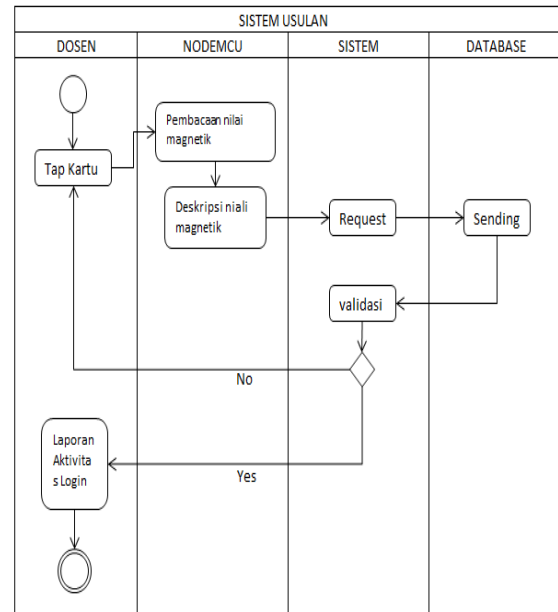 SISTEM USULAN
DOSEN
NODEMCU
SISTEM
DATABASE
Tap Kartu
Pembacaan nilai
magnetik
Deskripsi niali
magnetik
Request
Sending
validasi
No
Laporan
Aktivita
s Login
Yes